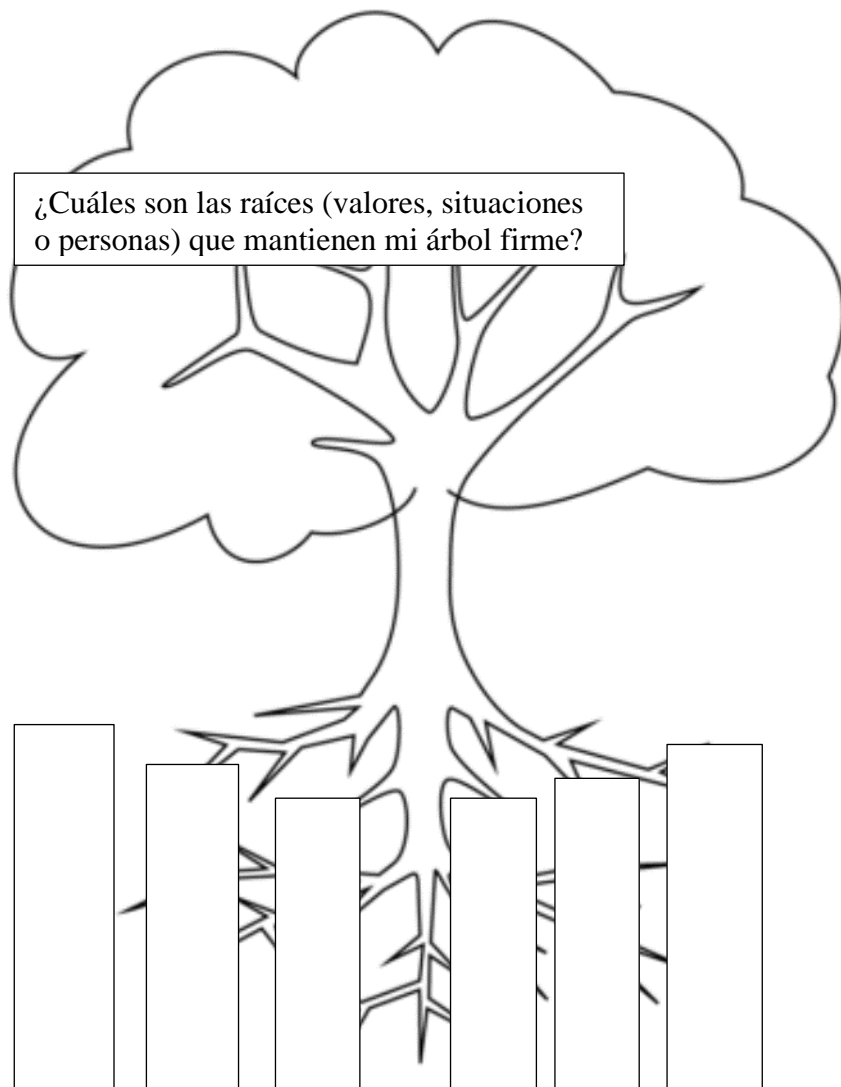 ¿Cuáles son las raíces (valores, situaciones
o personas) que mantienen mi árbol firme?